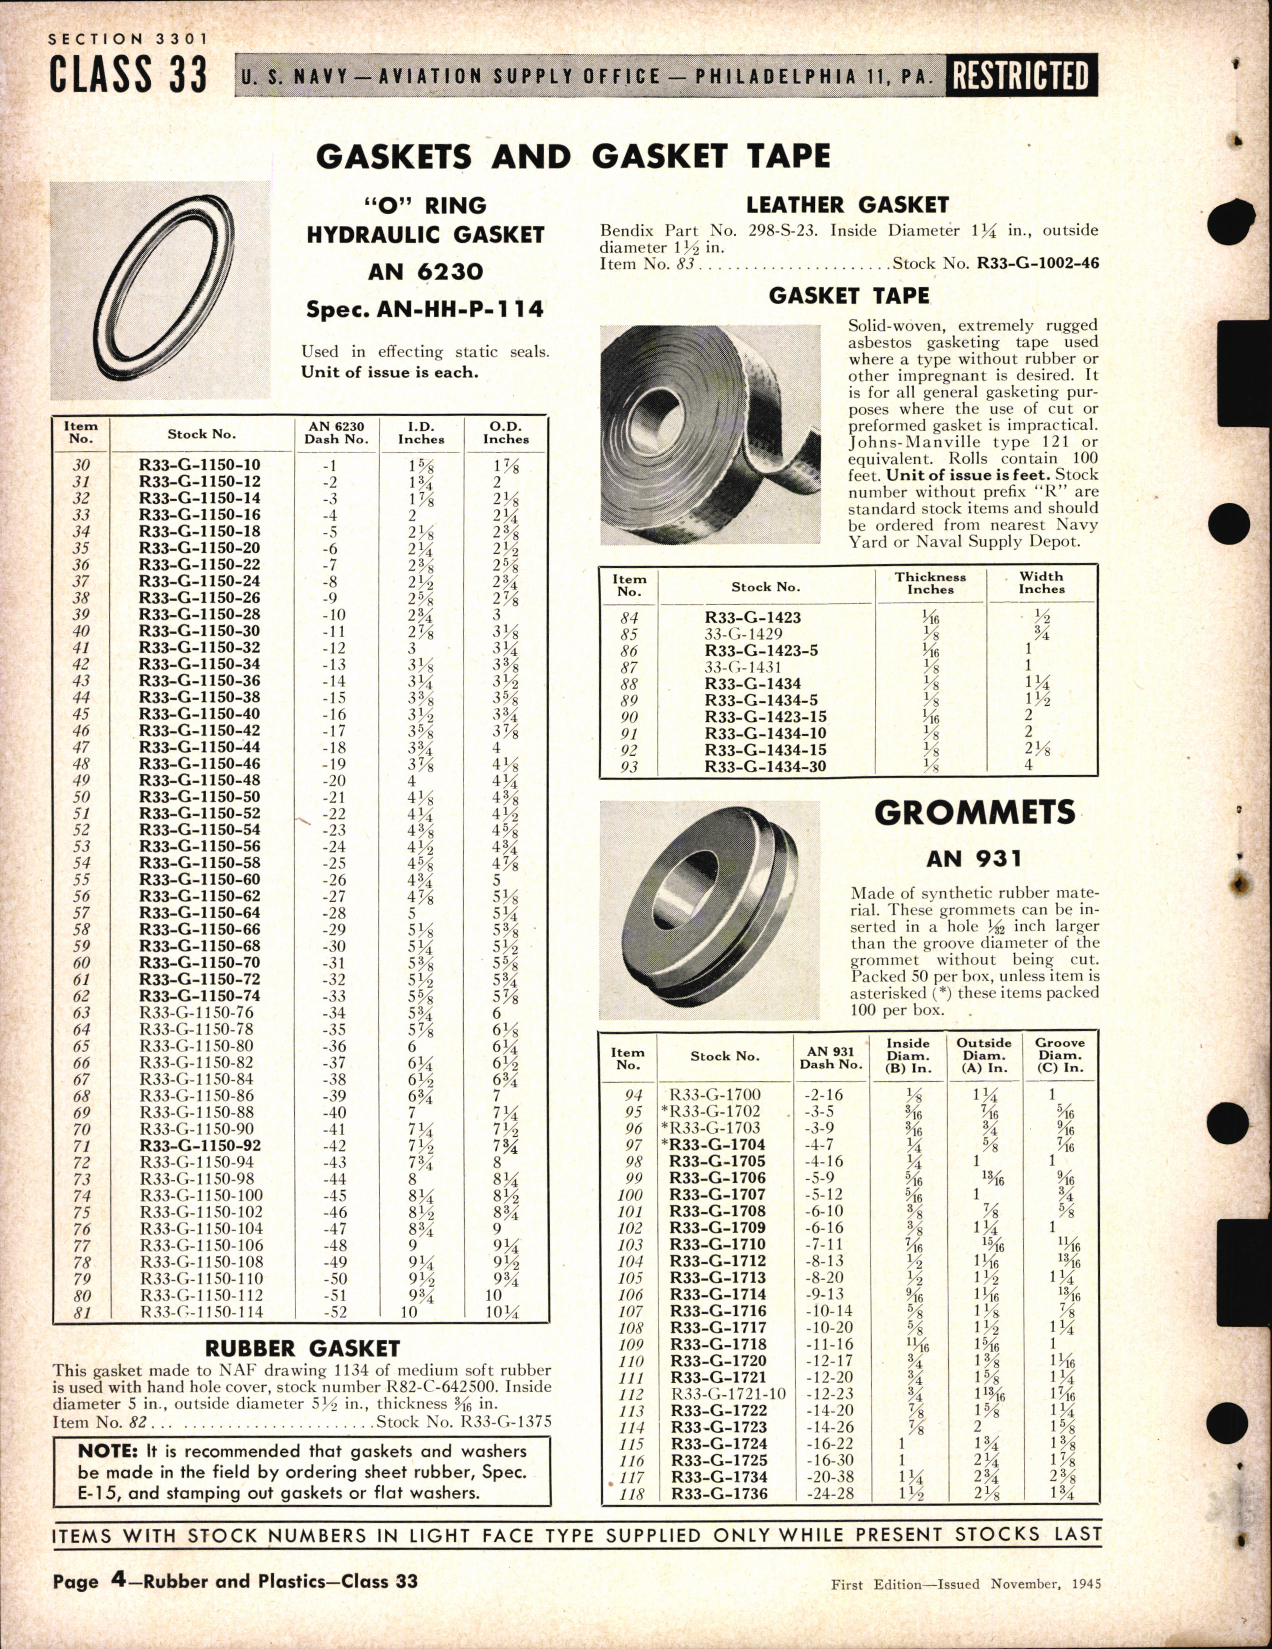 SECTION 3301
CLASS 33
U. S. NAVY — AVIATION SUPPLY OFFICE — PHILADELPHIA 11, PA.
RESTRICTED
GASKETS AND GASKET TAPE
"O" RING
HYDRAULIC GASKET
AN 6230
Spec. AN-HH-P-114
Used in effecting static seals.
Unit of issue is each.
Item No. Stock No. AN 6230 Dash No. I.D. Inches O.D. Inches
30 R33-G-1150-10 -1 1⅝ 1⅞
31 R33-G-1150-12 -2 1¾ 2
32 R33-G-1150-14 -3 1⅞ 2⅛
33 R33-G-1150-16 -4 2 2¼
34 R33-G-1150-18 -5 2⅛ 2⅜
35 R33-G-1150-20 -6 2¼ 2½
36 R33-G-1150-22 -7 2⅜ 2⅝
37 R33-G-1150-24 -8 2½ 2¾
38 R33-G-1150-26 -9 2⅝ 2⅞
39 R33-G-1150-28 -10 2¾ 3
40 R33-G-1150-30 -11 2⅞ 3⅛
41 R33-G-1150-32 -12 3 3¼
42 R33-G-1150-34 -13 3⅛ 3⅜
43 R33-G-1150-36 -14 3¼ 3½
44 R33-G-1150-38 -15 3⅜ 3⅝
45 R33-G-1150-40 -16 3½ 3¾
46 R33-G-1150-42 -17 3⅝ 3⅞
47 R33-G-1150-44 -18 3¾ 4
48 R33-G-1150-46 -19 3⅞ 4⅛
49 R33-G-1150-48 -20 4 4¼
50 R33-G-1150-50 -21 4⅛ 4⅜
51 R33-G-1150-52 -22 4¼ 4½
52 R33-G-1150-54 -23 4⅜ 4⅝
53 R33-G-1150-56 -24 4½ 4¾
54 R33-G-1150-58 -25 4⅝ 4⅞
55 R33-G-1150-60 -26 4¾ 5
56 R33-G-1150-62 -27 4⅞ 5⅛
57 R33-G-1150-64 -28 5 5¼
58 R33-G-1150-66 -29 5⅛ 5⅜
59 R33-G-1150-68 -30 5¼ 5½
60 R33-G-1150-70 -31 5⅜ 5⅝
61 R33-G-1150-72 -32 5½ 5¾
62 R33-G-1150-74 -33 5⅝ 5⅞
63 R33-G-1150-76 -34 5¾ 6
64 R33-G-1150-78 -35 5⅞ 6⅛
65 R33-G-1150-80 -36 6 6¼
66 R33-G-1150-82 -37 6¼ 6½
67 R33-G-1150-84 -38 6½ 6¾
68 R33-G-1150-86 -39 6¾ 7
69 R33-G-1150-88 -40 7 7¼
70 R33-G-1150-90 -41 7¼ 7½
71 R33-G-1150-92 -42 7½ 7¾
72 R33-G-1150-94 -43 7¾ 8
73 R33-G-1150-98 -44 8 8¼
74 R33-G-1150-100 -45 8¼ 8½
75 R33-G-1150-102 -46 8½ 8¾
76 R33-G-1150-104 -47 8¾ 9
77 R33-G-1150-106 -48 9 9¼
78 R33-G-1150-108 -49 9¼ 9½
79 R33-G-1150-110 -50 9½ 9¾
80 R33-G-1150-112 -51 9¾ 10
81 R33-G-1150-114 -52 10 10¼
RUBBER GASKET
This gasket made to NAF drawing 1134 of medium soft rubber
is used with hand hole cover, stock number R82-C-642500. Inside
diameter 5 in., outside diameter 5½ in., thickness 3/16 in.
Item No. 82... .....................Stock No. R33-G-1375
NOTE: It is recommended that gaskets and washers
be made in the field by ordering sheet rubber, Spec.
E-15, and stamping out gaskets or flat washers.
LEATHER GASKET
Bendix Part No. 298-S-23. Inside Diameter 1¼ in., outside
diameter 1½ in.
Item No. 83.....................Stock No. R33-G-1002-46
GASKET TAPE
Solid-woven, extremely rugged
asbestos gasketing tape used
where a type without rubber or
other impregnant is desired. It
is for all general gasketing pur-
poses where the use of cut or
preformed gasket is impractical.
Johns-Manville type 121 or
equivalent. Rolls contain 100
feet. Unit of issue is feet. Stock
number without prefix "R" are
standard stock items and should
be ordered from nearest Navy
Yard or Naval Supply Depot.
Item No. Stock No. Thickness Inches Width Inches
84 R33-G-1423 1/16 ½
85 33-G-1429 ⅛ ¾
86 R33-G-1423-5 1/16 1
87 33-G-1431 ⅛ 1
88 R33-G-1434 ⅛ 1¼
89 R33-G-1434-5 ⅛ 1½
90 R33-G-1423-15 1/16 2
91 R33-G-1434-10 ⅛ 2
92 R33-G-1434-15 ⅛ 2⅛
93 R33-G-1434-30 ⅛ 4
GROMMETS
AN 931
Made of synthetic rubber mate-
rial. These grommets can be in-
serted in a hole 1/32 inch larger
than the groove diameter of the
grommet without being cut.
Packed 50 per box, unless item is
asterisked (*) these items packed
100 per box.
Item No. Stock No. AN 931 Dash No. Inside Diam. (B) In. Outside Diam. (A) In. Groove Diam. (C) In.
94 R33-G-1700 -2-16 ⅛ 1¼ 1
95 *R33-G-1702 -3-5 3/16 7/16 5/16
96 *R33-G-1703 -3-9 3/16 ¾ 9/16
97 *R33-G-1704 -4-7 ¼ ⅝ 7/16
98 R33-G-1705 -4-16 ¼ 1 1
99 R33-G-1706 -5-9 5/16 13/16 9/16
100 R33-G-1707 -5-12 5/16 1 ¾
101 R33-G-1708 -6-10 ⅜ ⅞ ⅝
102 R33-G-1709 -6-16 ⅜ 1¼ 1
103 R33-G-1710 -7-11 7/16 15/16 11/16
104 R33-G-1712 -8-13 ½ 1 1/16 13/16
105 R33-G-1713 -8-20 ½ 1½ 1¼
106 R33-G-1714 -9-13 9/16 1 1/16 13/16
107 R33-G-1716 -10-14 ⅝ 1⅛ ⅞
108 R33-G-1717 -10-20 ⅝ 1½ 1¼
109 R33-G-1718 -11-16 11/16 1 5/16 1
110 R33-G-1720 -12-17 ¾ 1⅜ 1 1/16
111 R33-G-1721 -12-20 ¾ 1⅝ 1¼
112 R33-G-1721-10 -12-23 ¾ 1 13/16 1 7/16
113 R33-G-1722 -14-20 ⅞ 1⅝ 1¼
114 R33-G-1723 -14-26 ⅞ 2 1⅝
115 R33-G-1724 -16-22 1 1¾ 1⅜
116 R33-G-1725 -16-30 1 2¼ 1⅞
117 R33-G-1734 -20-38 1¼ 2¾ 2⅜
118 R33-G-1736 -24-28 1½ 2⅛ 1¾
ITEMS WITH STOCK NUMBERS IN LIGHT FACE TYPE SUPPLIED ONLY WHILE PRESENT STOCKS LAST
Page 4—Rubber and Plastics—Class 33
First Edition—Issued November, 1945